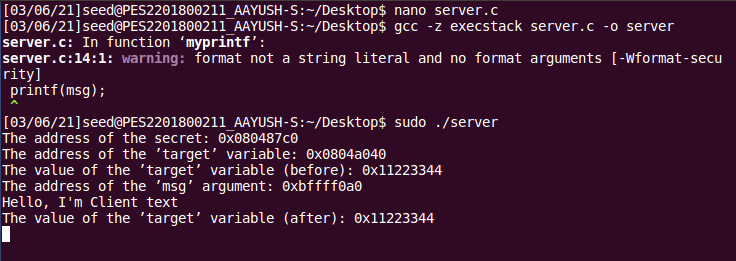 [03/06/21]seed@PES2201800211_AAYUSH-S:~/Desktop$ nano server.c
[03/06/21]seed@PES2201800211_AAYUSH-S:~/Desktop$ gcc -z execstack server.c -o server
server.c: In function ‘myprintf’:
server.c:14:1: warning: format not a string literal and no format arguments [-Wformat-secu
rity]
 printf(msg);
 ^
[03/06/21]seed@PES2201800211_AAYUSH-S:~/Desktop$ sudo ./server
The address of the secret: 0x080487c0
The address of the ’target’ variable: 0x0804a040
The value of the ’target’ variable (before): 0x11223344
The address of the ’msg’ argument: 0xbffff0a0
Hello, I'm Client text
The value of the ’target’ variable (after): 0x11223344